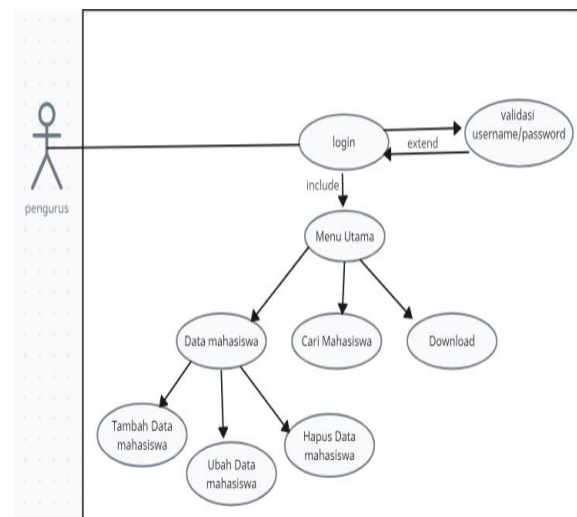 validasi
username/password
login
extend
pengurus
include
Menu Utama
Data mahasiswa
Cari Mahasiswa
Download
Tambah Data
mahasiswa
Ubah Data
mahasiswa
Hapus Data
mahasiswa